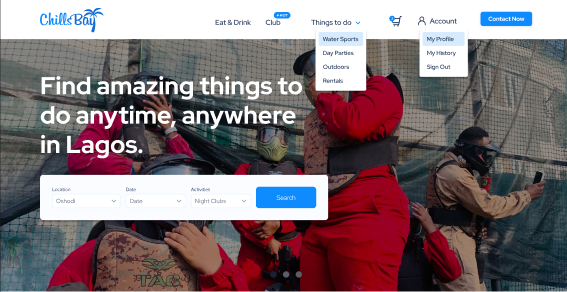 ChillsBay
Eat & Drink
Club
HOT
Things to do
Account
Contact Now
Water Sports
Day Parties
Outdoors
Rentals
My Profile
My History
Sign Out
Find amazing things to
do anytime, anywhere
in Lagos.
Location
Date
Activities
Oshodi
Date
Night Clubs
Search
TAG